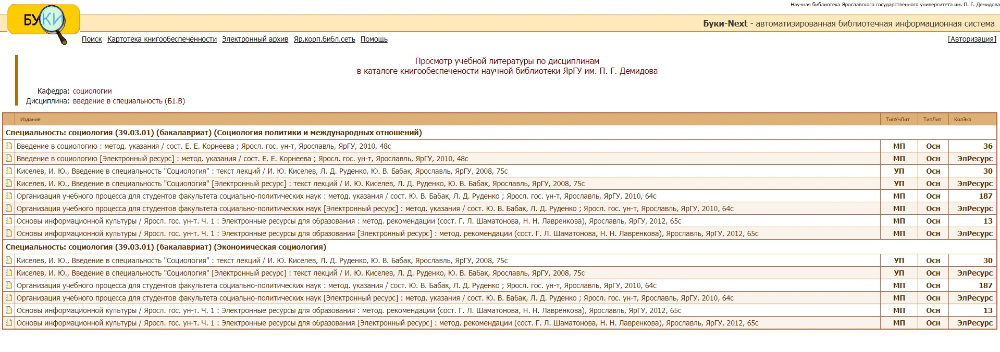 Научная библиотека Ярославского государственного университета им. П. Г. Демидова
БУКИ
Буки-Next - автоматизированная библиотечная информационная система
Поиск Картотека книгообеспеченности Электронный архив Яр.корп.библ.сеть Помощь [Авторизация]
Просмотр учебной литературы по дисциплинам
в каталоге книгообеспечености научной библиотеки ЯрГУ им. П. Г. Демидова
Кафедра: социологии
Дисциплина: введение в специальность (Б1.В)
Издание ТипУчЛит ТипЛит КолЭкз
Специальность: социология (39.03.01) (бакалавриат) (Социология политики и международных отношений)
Введение в социологию : метод. указания / сост. Е. Е. Корнеева ; Яросл. гос. ун-т, Ярославль, ЯрГУ, 2010, 48с МП Осн 36
Введение в социологию [Электронный ресурс] : метод. указания / сост. Е. Е. Корнеева ; Яросл. гос. ун-т, Ярославль, ЯрГУ, 2010, 48с МП Осн ЭлРесурс
Киселев, И. Ю., Введение в специальность "Социология" : текст лекций / И. Ю. Киселев, Л. Д. Руденко, Ю. В. Бабак, Ярославль, ЯрГУ, 2008, 75с УП Осн 30
Киселев, И. Ю., Введение в специальность "Социология" [Электронный ресурс] : текст лекций / И. Ю. Киселев, Л. Д. Руденко, Ю. В. Бабак, Ярославль, ЯрГУ, 2008, 75с УП Осн ЭлРесурс
Организация учебного процесса для студентов факультета социально-политических наук : метод. указания / сост. Ю. В. Бабак, Л. Д. Руденко ; Яросл. гос. ун-т, Ярославль, ЯрГУ, 2010, 64с МП Осн 187
Организация учебного процесса для студентов факультета социально-политических наук [Электронный ресурс] : метод. указания / сост. Ю. В. Бабак, Л. Д. Руденко ; Яросл. гос. ун-т, Ярославль, ЯрГУ, 2010, 64с МП Осн ЭлРесурс
Основы информационной культуры / Яросл. гос. ун-т. Ч. 1 : Электронные ресурсы для образования : метод. рекомендации (сост. Г. Л. Шаматонова, Н. Н. Лавренкова), Ярославль, ЯрГУ, 2012, 65с МП Осн 13
Основы информационной культуры / Яросл. гос. ун-т. Ч. 1 : Электронные ресурсы для образования [Электронный ресурс] : метод. рекомендации (сост. Г. Л. Шаматонова, Н. Н. Лавренкова), Ярославль, ЯрГУ, 2012, 65с МП Осн ЭлРесурс
Специальность: социология (39.03.01) (бакалавриат) (Экономическая социология)
Киселев, И. Ю., Введение в специальность "Социология" : текст лекций / И. Ю. Киселев, Л. Д. Руденко, Ю. В. Бабак, Ярославль, ЯрГУ, 2008, 75с УП Осн 30
Киселев, И. Ю., Введение в специальность "Социология" [Электронный ресурс] : текст лекций / И. Ю. Киселев, Л. Д. Руденко, Ю. В. Бабак, Ярославль, ЯрГУ, 2008, 75с УП Осн ЭлРесурс
Организация учебного процесса для студентов факультета социально-политических наук : метод. указания / сост. Ю. В. Бабак, Л. Д. Руденко ; Яросл. гос. ун-т, Ярославль, ЯрГУ, 2010, 64с МП Осн 187
Организация учебного процесса для студентов факультета социально-политических наук [Электронный ресурс] : метод. указания / сост. Ю. В. Бабак, Л. Д. Руденко ; Яросл. гос. ун-т, Ярославль, ЯрГУ, 2010, 64с МП Осн ЭлРесурс
Основы информационной культуры / Яросл. гос. ун-т. Ч. 1 : Электронные ресурсы для образования : метод. рекомендации (сост. Г. Л. Шаматонова, Н. Н. Лавренкова), Ярославль, ЯрГУ, 2012, 65с МП Осн 13
Основы информационной культуры / Яросл. гос. ун-т. Ч. 1 : Электронные ресурсы для образования [Электронный ресурс] : метод. рекомендации (сост. Г. Л. Шаматонова, Н. Н. Лавренкова), Ярославль, ЯрГУ, 2012, 65с МП Осн ЭлРесурс